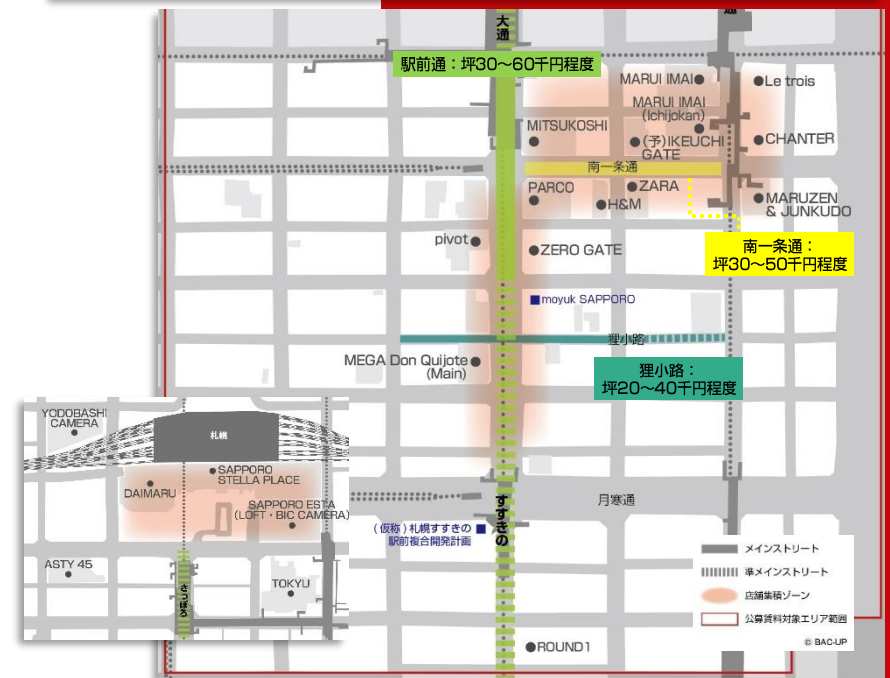 大通
通
駅前通：坪30～60千円程度
MARUI IMAI
Le trois
MARUI IMAI
(Ichijokan)
MITSUKOSHI
(予)IKEUCHI
GATE
CHANTER
南一条通
PARCO
ZARA
H&M
MARUZEN
& JUNKUDO
pivot
ZERO GATE
南一条通：
坪30～50千円程度
moyuk SAPPORO
狸小路
MEGA Don Quijote
(Main)
狸小路：
坪20～40千円程度
YODOBASHI
CAMERA
札幌
SAPPORO
STELLA PLACE
DAIMARU
SAPPORO ESTA
(LOFT・BIC CAMERA)
ASTY 45
さっぽろ
TOKYU
すすきの
月寒通
(仮称)札幌すすきの
駅前複合開発計画
ROUND1
メインストリート
準メインストリート
店舗集積ゾーン
公募賃料対象エリア範囲
© BAC-UP